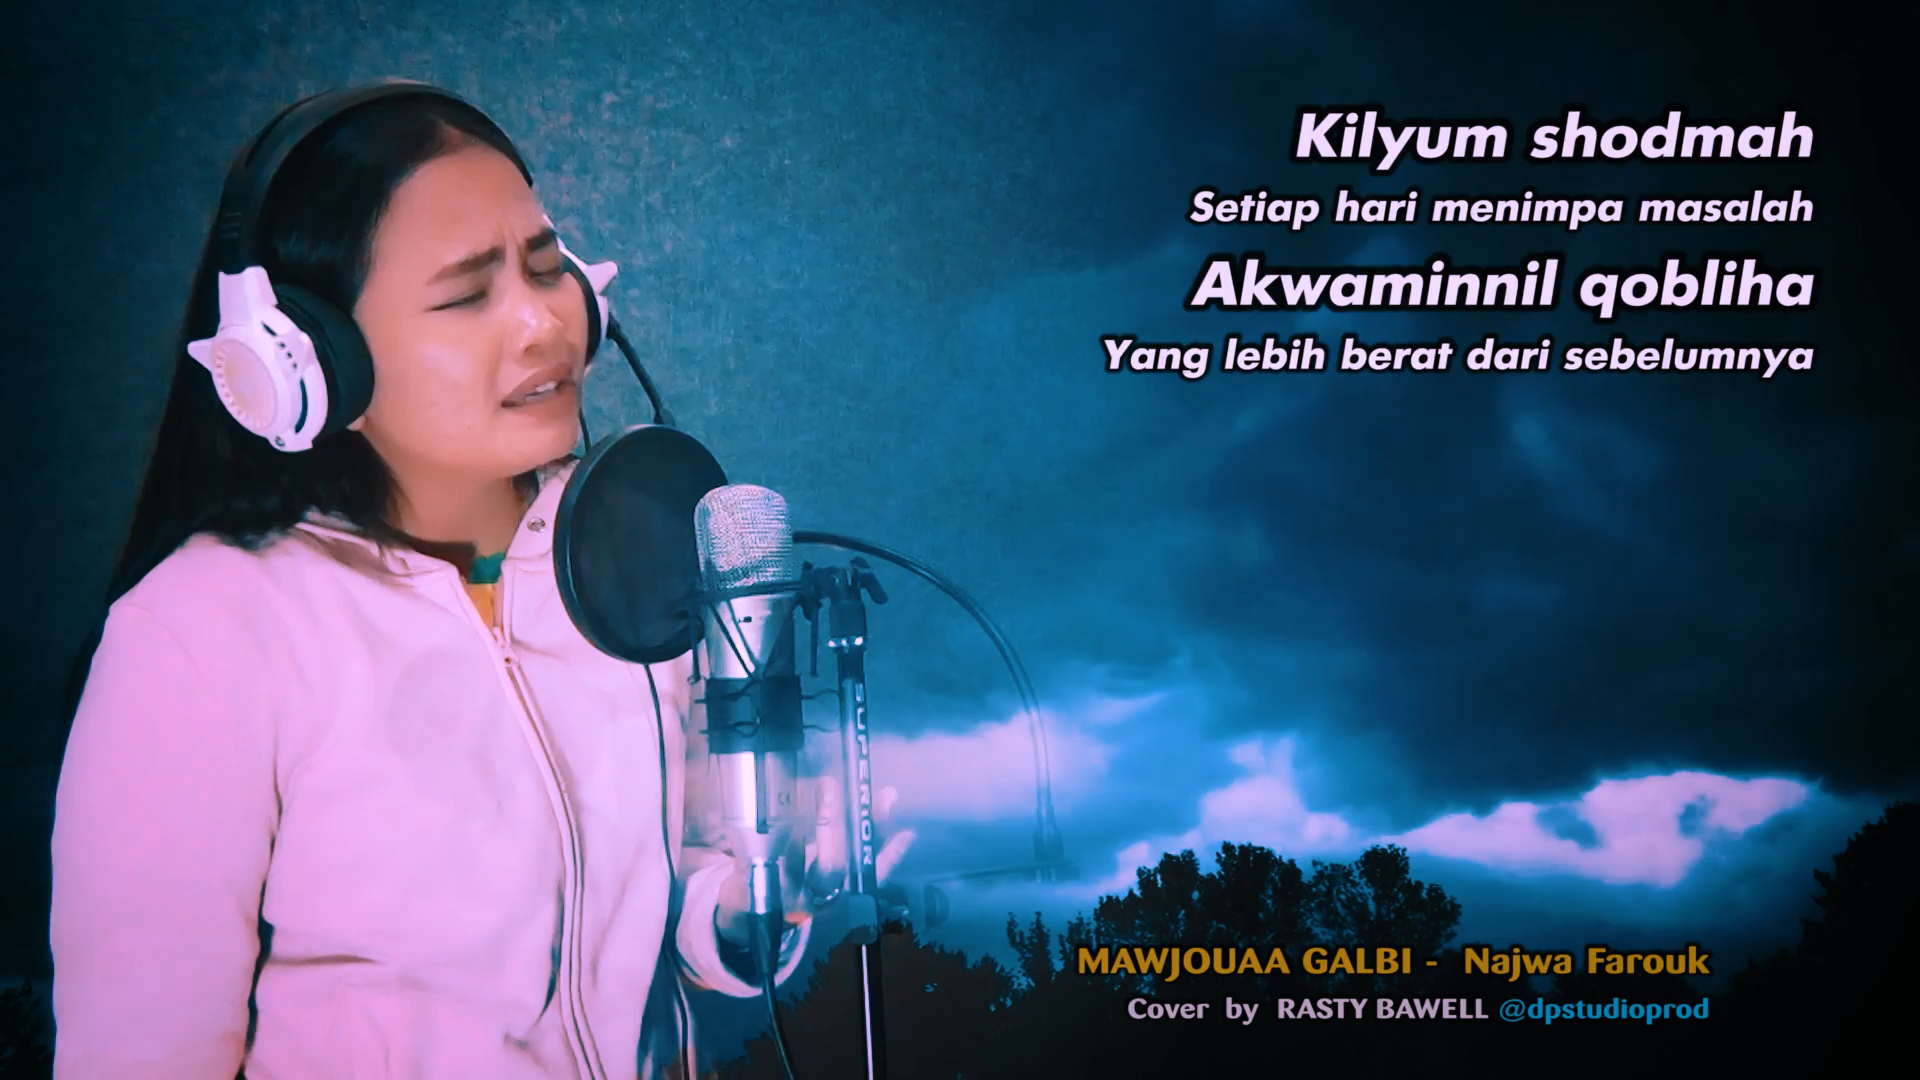 Kilyum shodmah
Setiap hari menimpa masalah
Akwaminnil qobliha
Yang lebih berat dari sebelumnya
SUPERIOR
CE
MAWJOUAA GALBI - Najwa Farouk
Cover by RASTY BAWELL @dpstudioprod